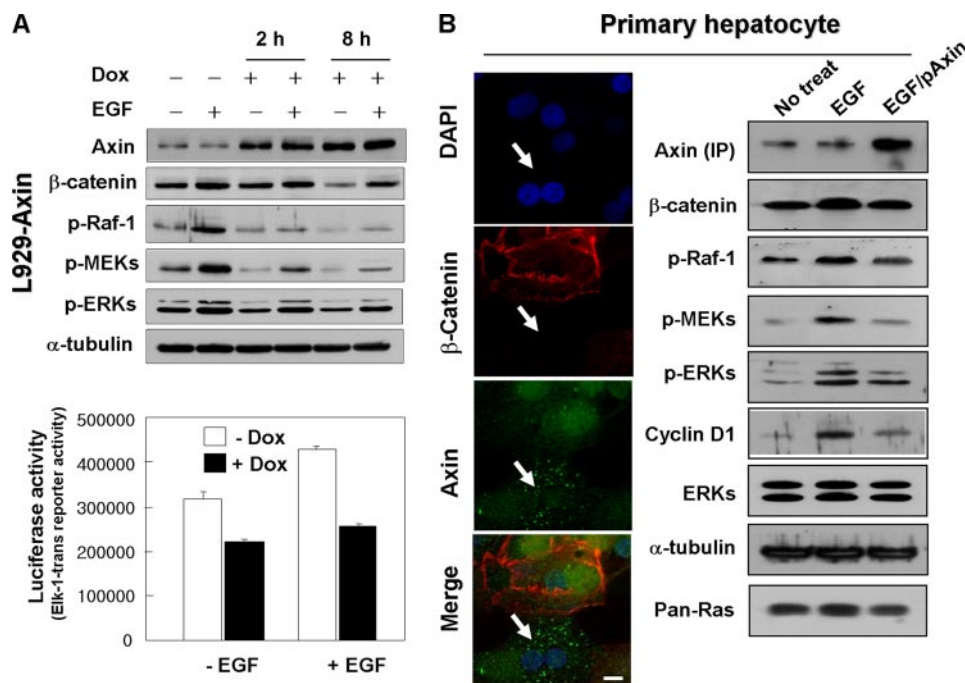 A
2 h 8 h
Dox − − + + + +
EGF − + − + − +
L929-Axin
Axin
β-catenin
p-Raf-1
p-MEKs
p-ERKs
α-tubulin
Luciferase activity
(Elk-1-trans reporter activity)
500000
400000
300000
200000
100000
0
- Dox
+ Dox
- EGF + EGF
B
Primary hepatocyte
DAPI
β-Catenin
Axin
Merge
No treat EGF EGF/pAxin
Axin (IP)
β-catenin
p-Raf-1
p-MEKs
p-ERKs
Cyclin D1
ERKs
α-tubulin
Pan-Ras